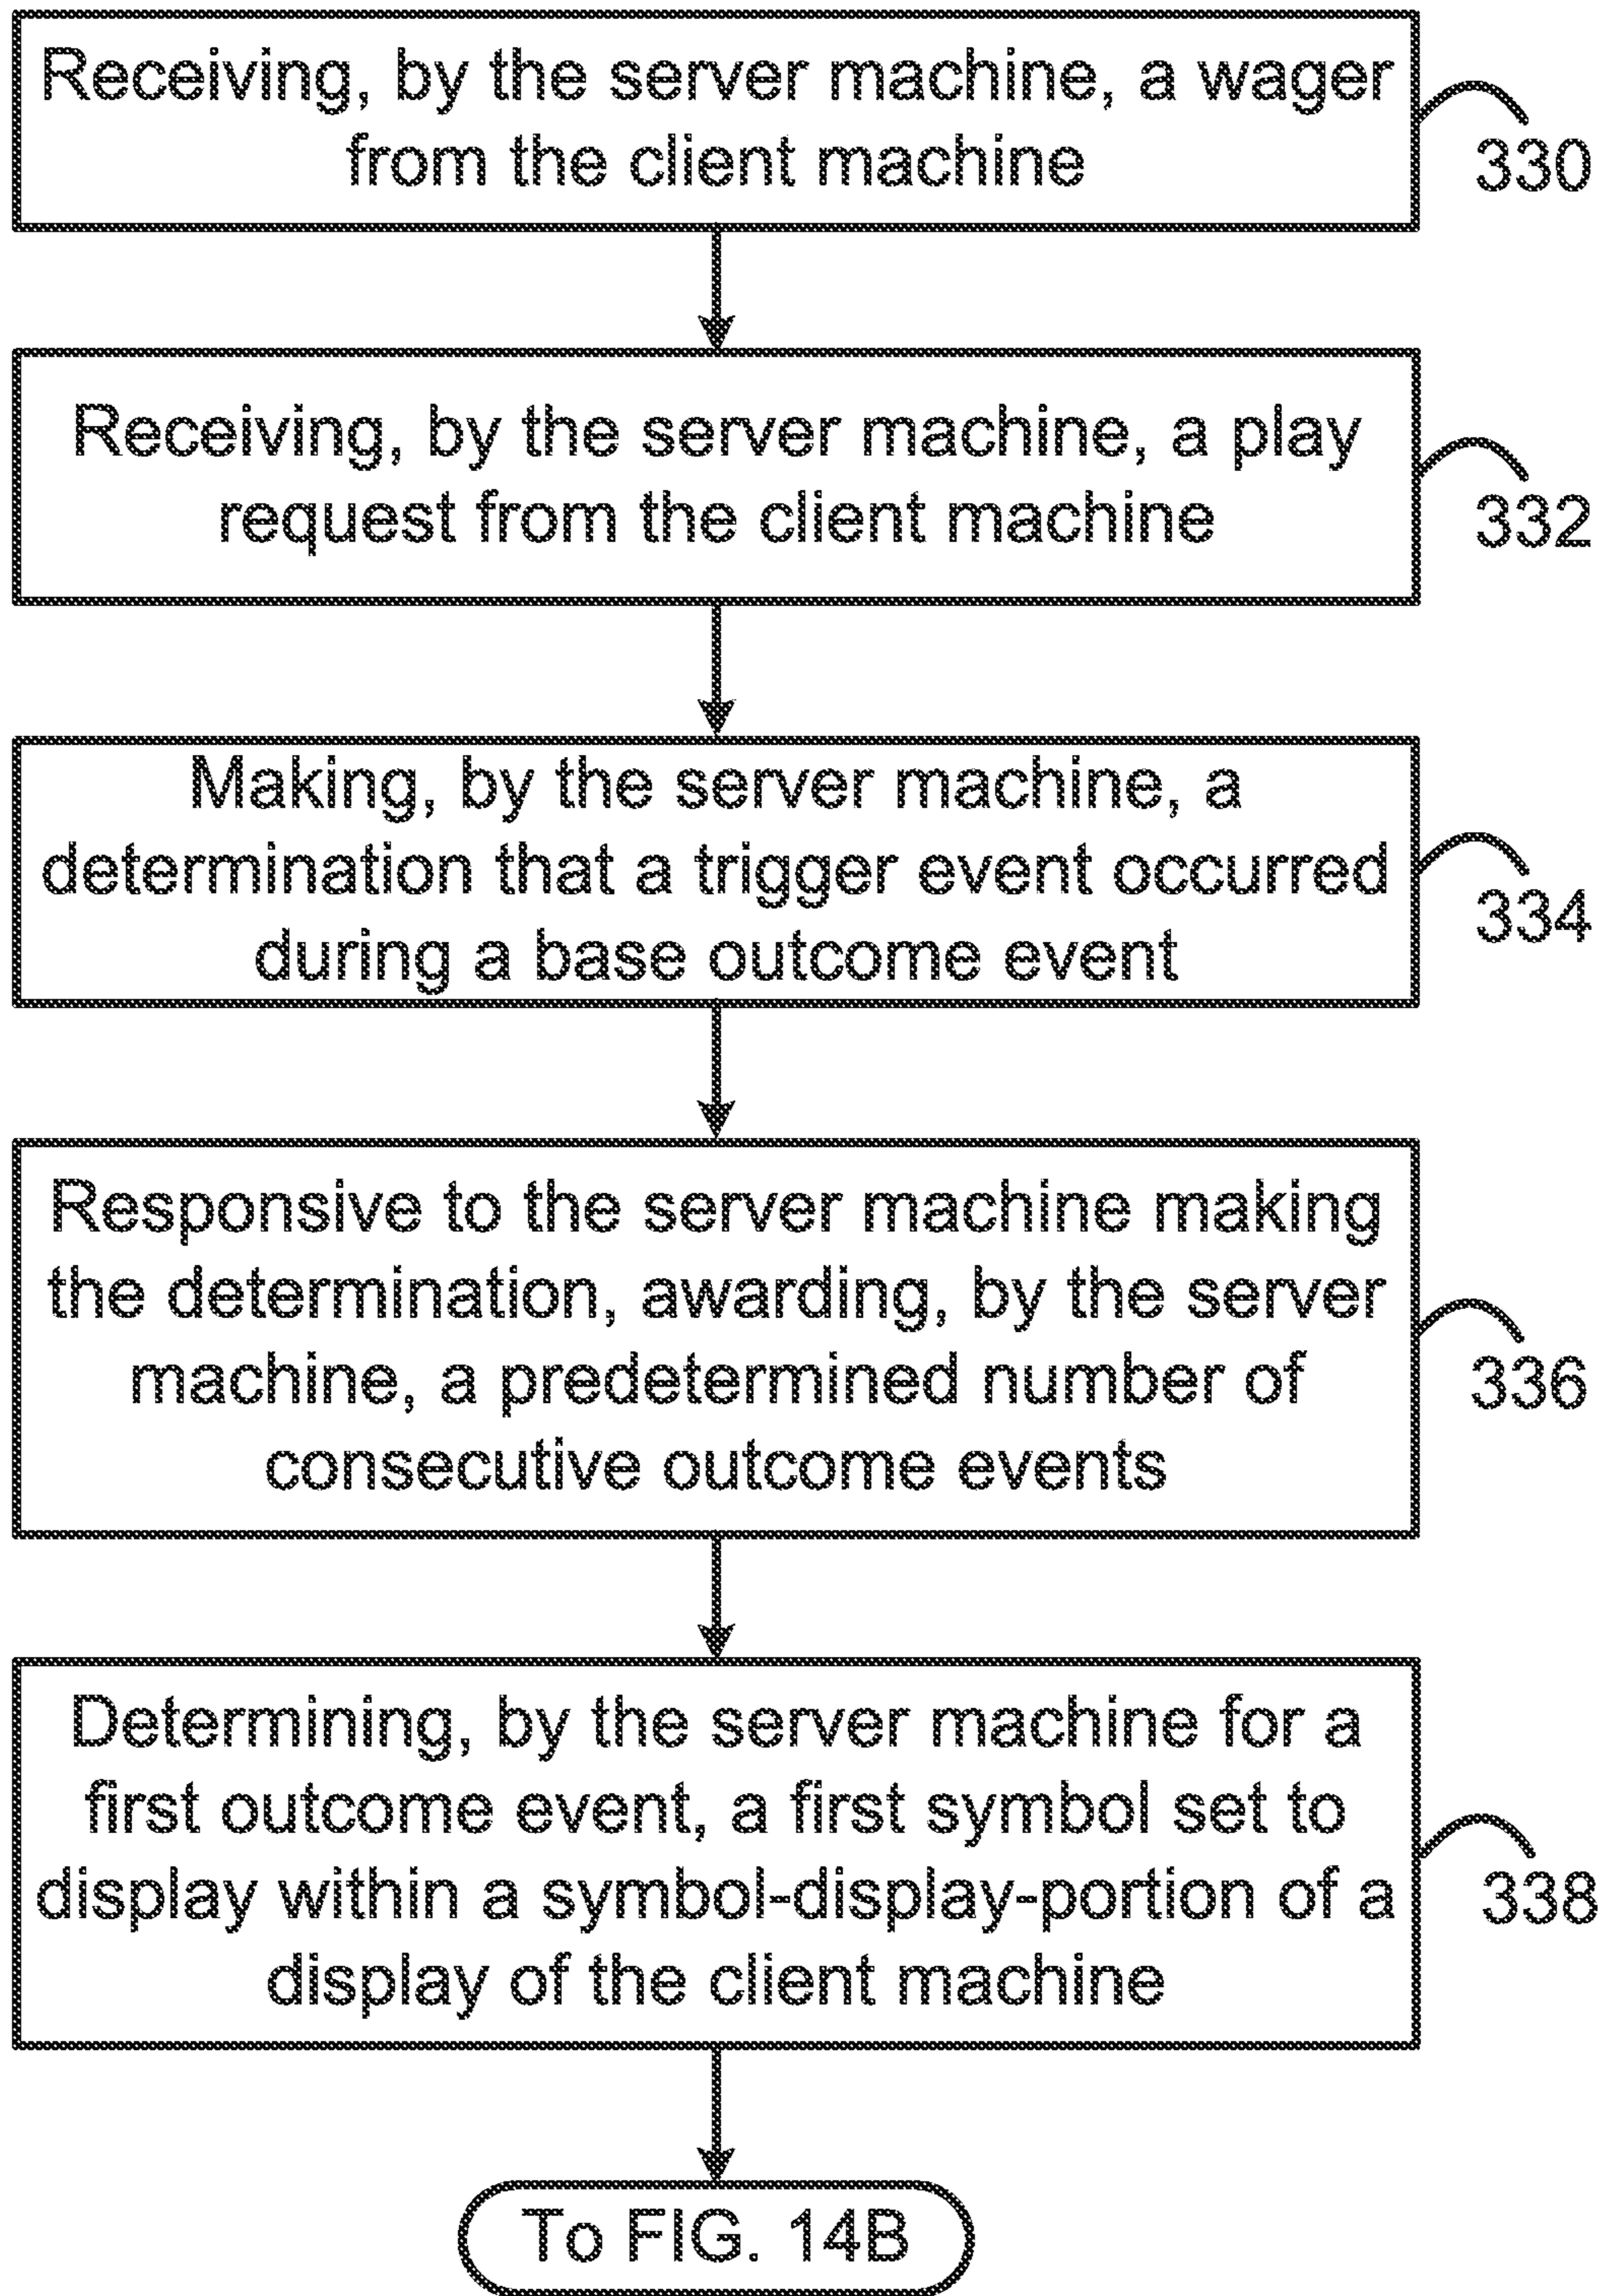 Receiving, by the server machine, a wager
from the client machine
330
Receiving, by the server machine, a play
request from the client machine
332
Making, by the server machine, a
determination that a trigger event occurred
during a base outcome event
334
Responsive to the server machine making
the determination, awarding, by the server
machine, a predetermined number of
consecutive outcome events
336
Determining, by the server machine for a
first outcome event, a first symbol set to
display within a symbol-display-portion of a
display of the client machine
338
To FIG. 14B